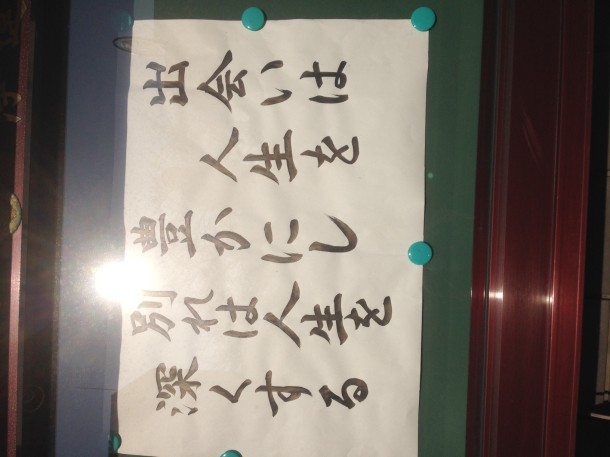 出会いは
人生を
豊かにし
別れは人生を
深くする